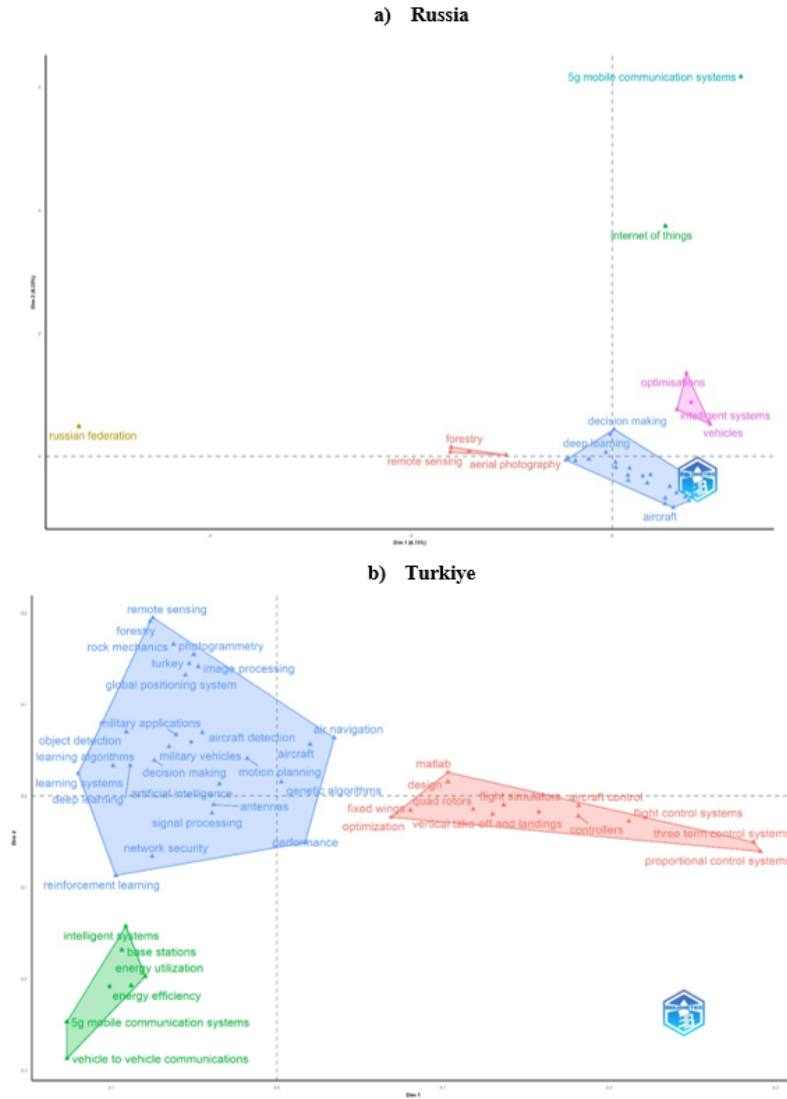 a) Russia
5g mobile communication systems
internet of things
optimisations
intelligent systems
vehicles
decision making
deep learning
russian federation
forestry
remote sensing
aerial photography
aircraft
b) Turkiye
remote sensing
forestry
rock mechanics
photogrammetry
turkey
image processing
global positioning system
military applications
air navigation
object detection
aircraft detection
aircraft
learning algorithms
military vehicles
matlab
learning systems
decision making
motion planning
design
deep learning
artificial intelligence
genetic algorithms
quad rotors
flight simulators
aircraft control
antennas
fixed wings
flight control systems
signal processing
optimization
vertical take-off and landings
controllers
three term control systems
network security
performance
proportional control systems
reinforcement learning
intelligent systems
base stations
energy utilization
energy efficiency
5g mobile communication systems
vehicle to vehicle communications
Dim 1